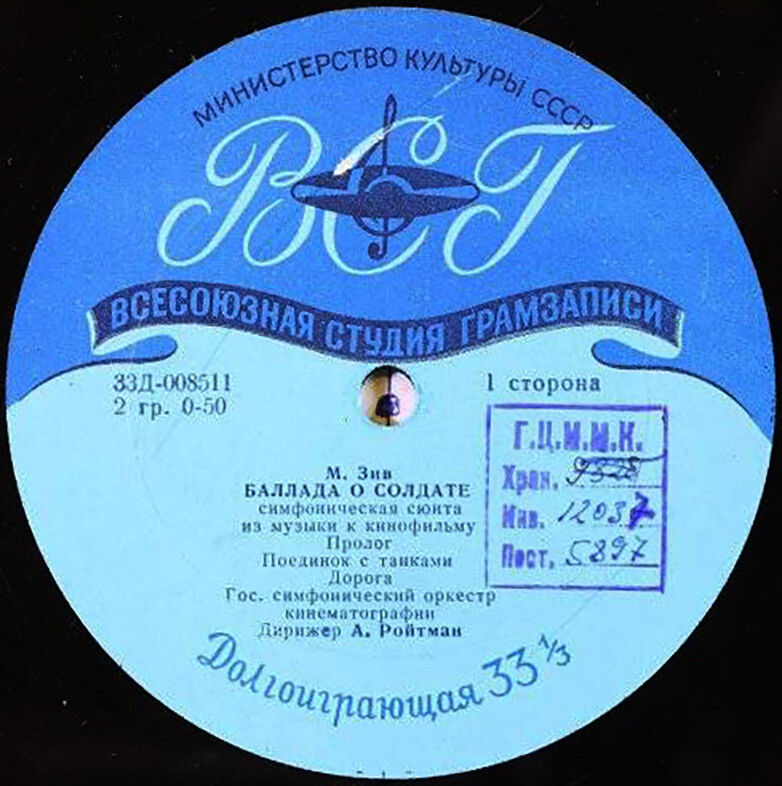 МИНИСТЕРСТВО КУЛЬТУРЫ СССР
ВСГ
ВСЕСОЮЗНАЯ СТУДИЯ ГРАМЗАПИСИ
33Д-008511
2 гр. 0-50
1 сторона
Г.Ц.М.М.К.
Хран. 9328
Инв. 12037
Пост. 5897
М. Зив
БАЛЛАДА О СОЛДАТЕ
симфоническая сюита
из музыки к кинофильму
Пролог
Поединок с танками
Дорога
Гос. симфонический оркестр
кинематографии
Дирижер А. Ройтман
Долгоиграющая 33 1/3